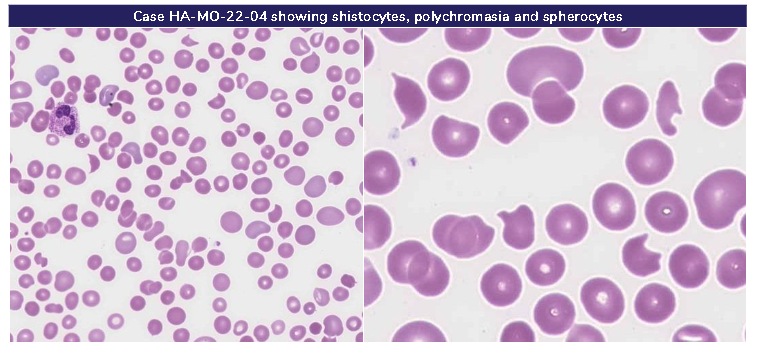 Case HA-MO-22-04 showing shistocytes, polychromasia and spherocytes